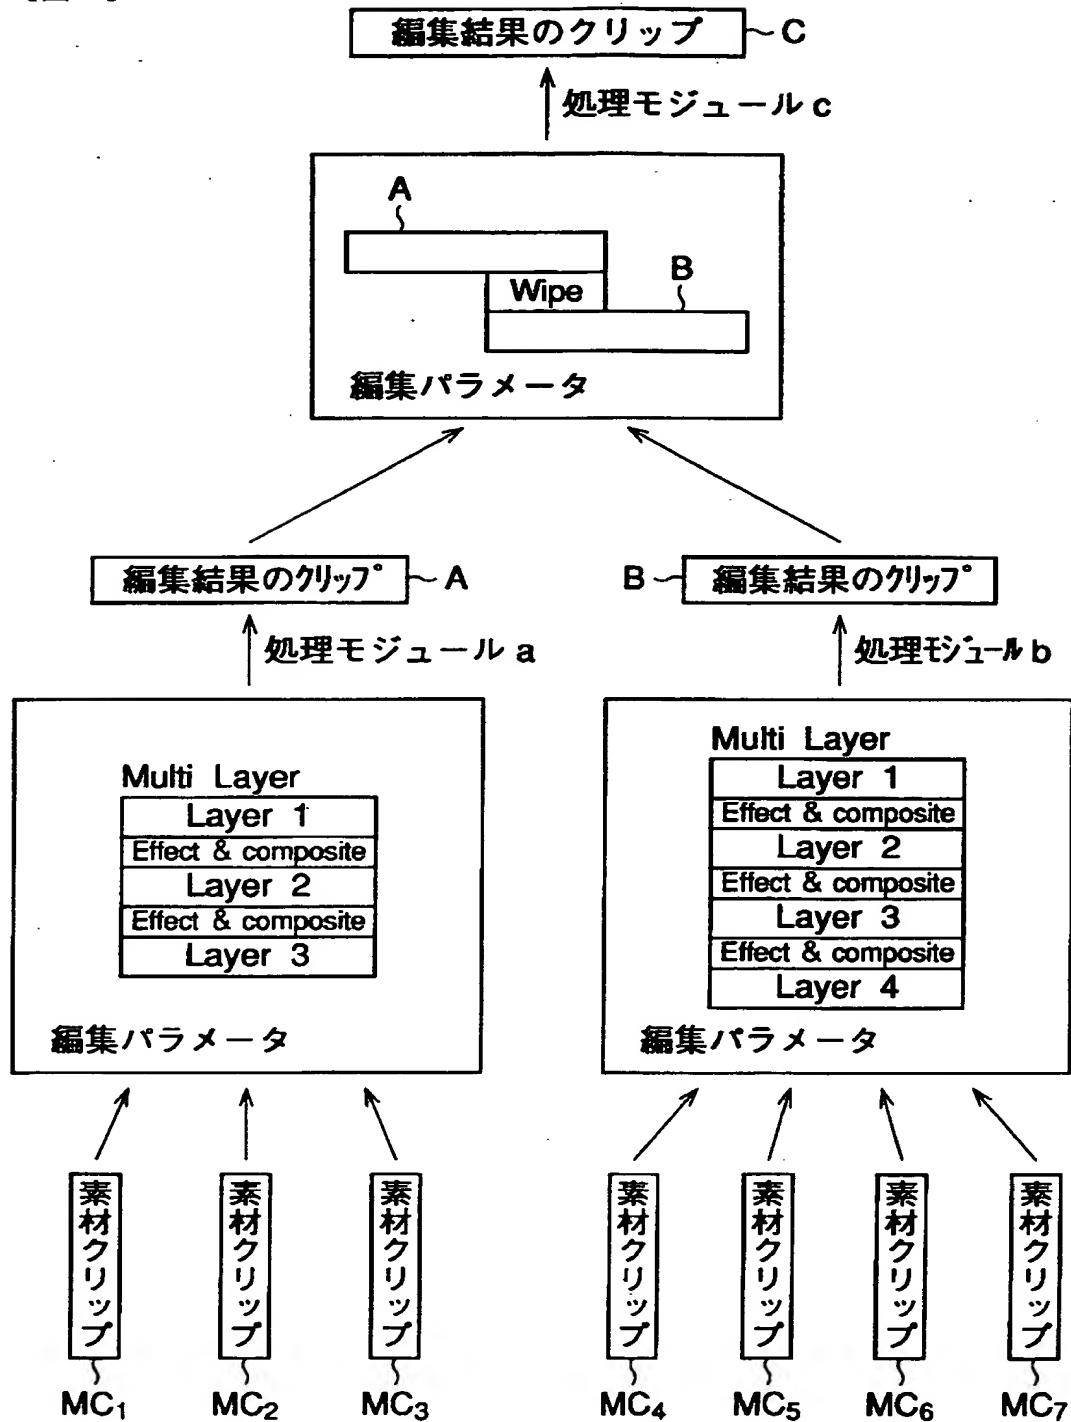 編集結果のクリップ
C
処理モジュール c
A
Wipe
B
編集パラメータ
編集結果のクリップ
A
B
編集結果のクリップ
処理モジュール a
処理モジュール b
Multi Layer
Layer 1
Effect & composite
Layer 2
Effect & composite
Layer 3
編集パラメータ
Multi Layer
Layer 1
Effect & composite
Layer 2
Effect & composite
Layer 3
Effect & composite
Layer 4
編集パラメータ
素材クリップ
素材クリップ
素材クリップ
素材クリップ
素材クリップ
素材クリップ
素材クリップ
MC1
MC2
MC3
MC4
MC5
MC6
MC7